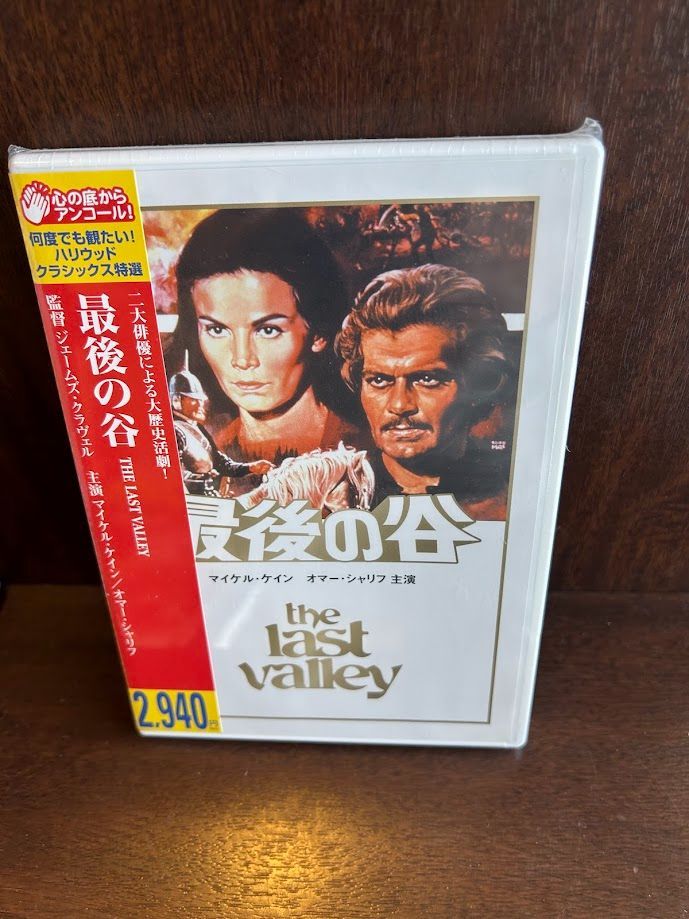 心の底から
アンコール!
何度でも観たい!
ハリウッド
クラシックス特選
二大俳優による大歴史活劇!
最後の谷 THE LAST VALLEY
監督 ジェームズ・クラヴェル 主演 マイケル・ケイン/オマー・シャリフ
2,940円
最後の谷
マイケル・ケイン オマー・シャリフ 主演
the
last
valley